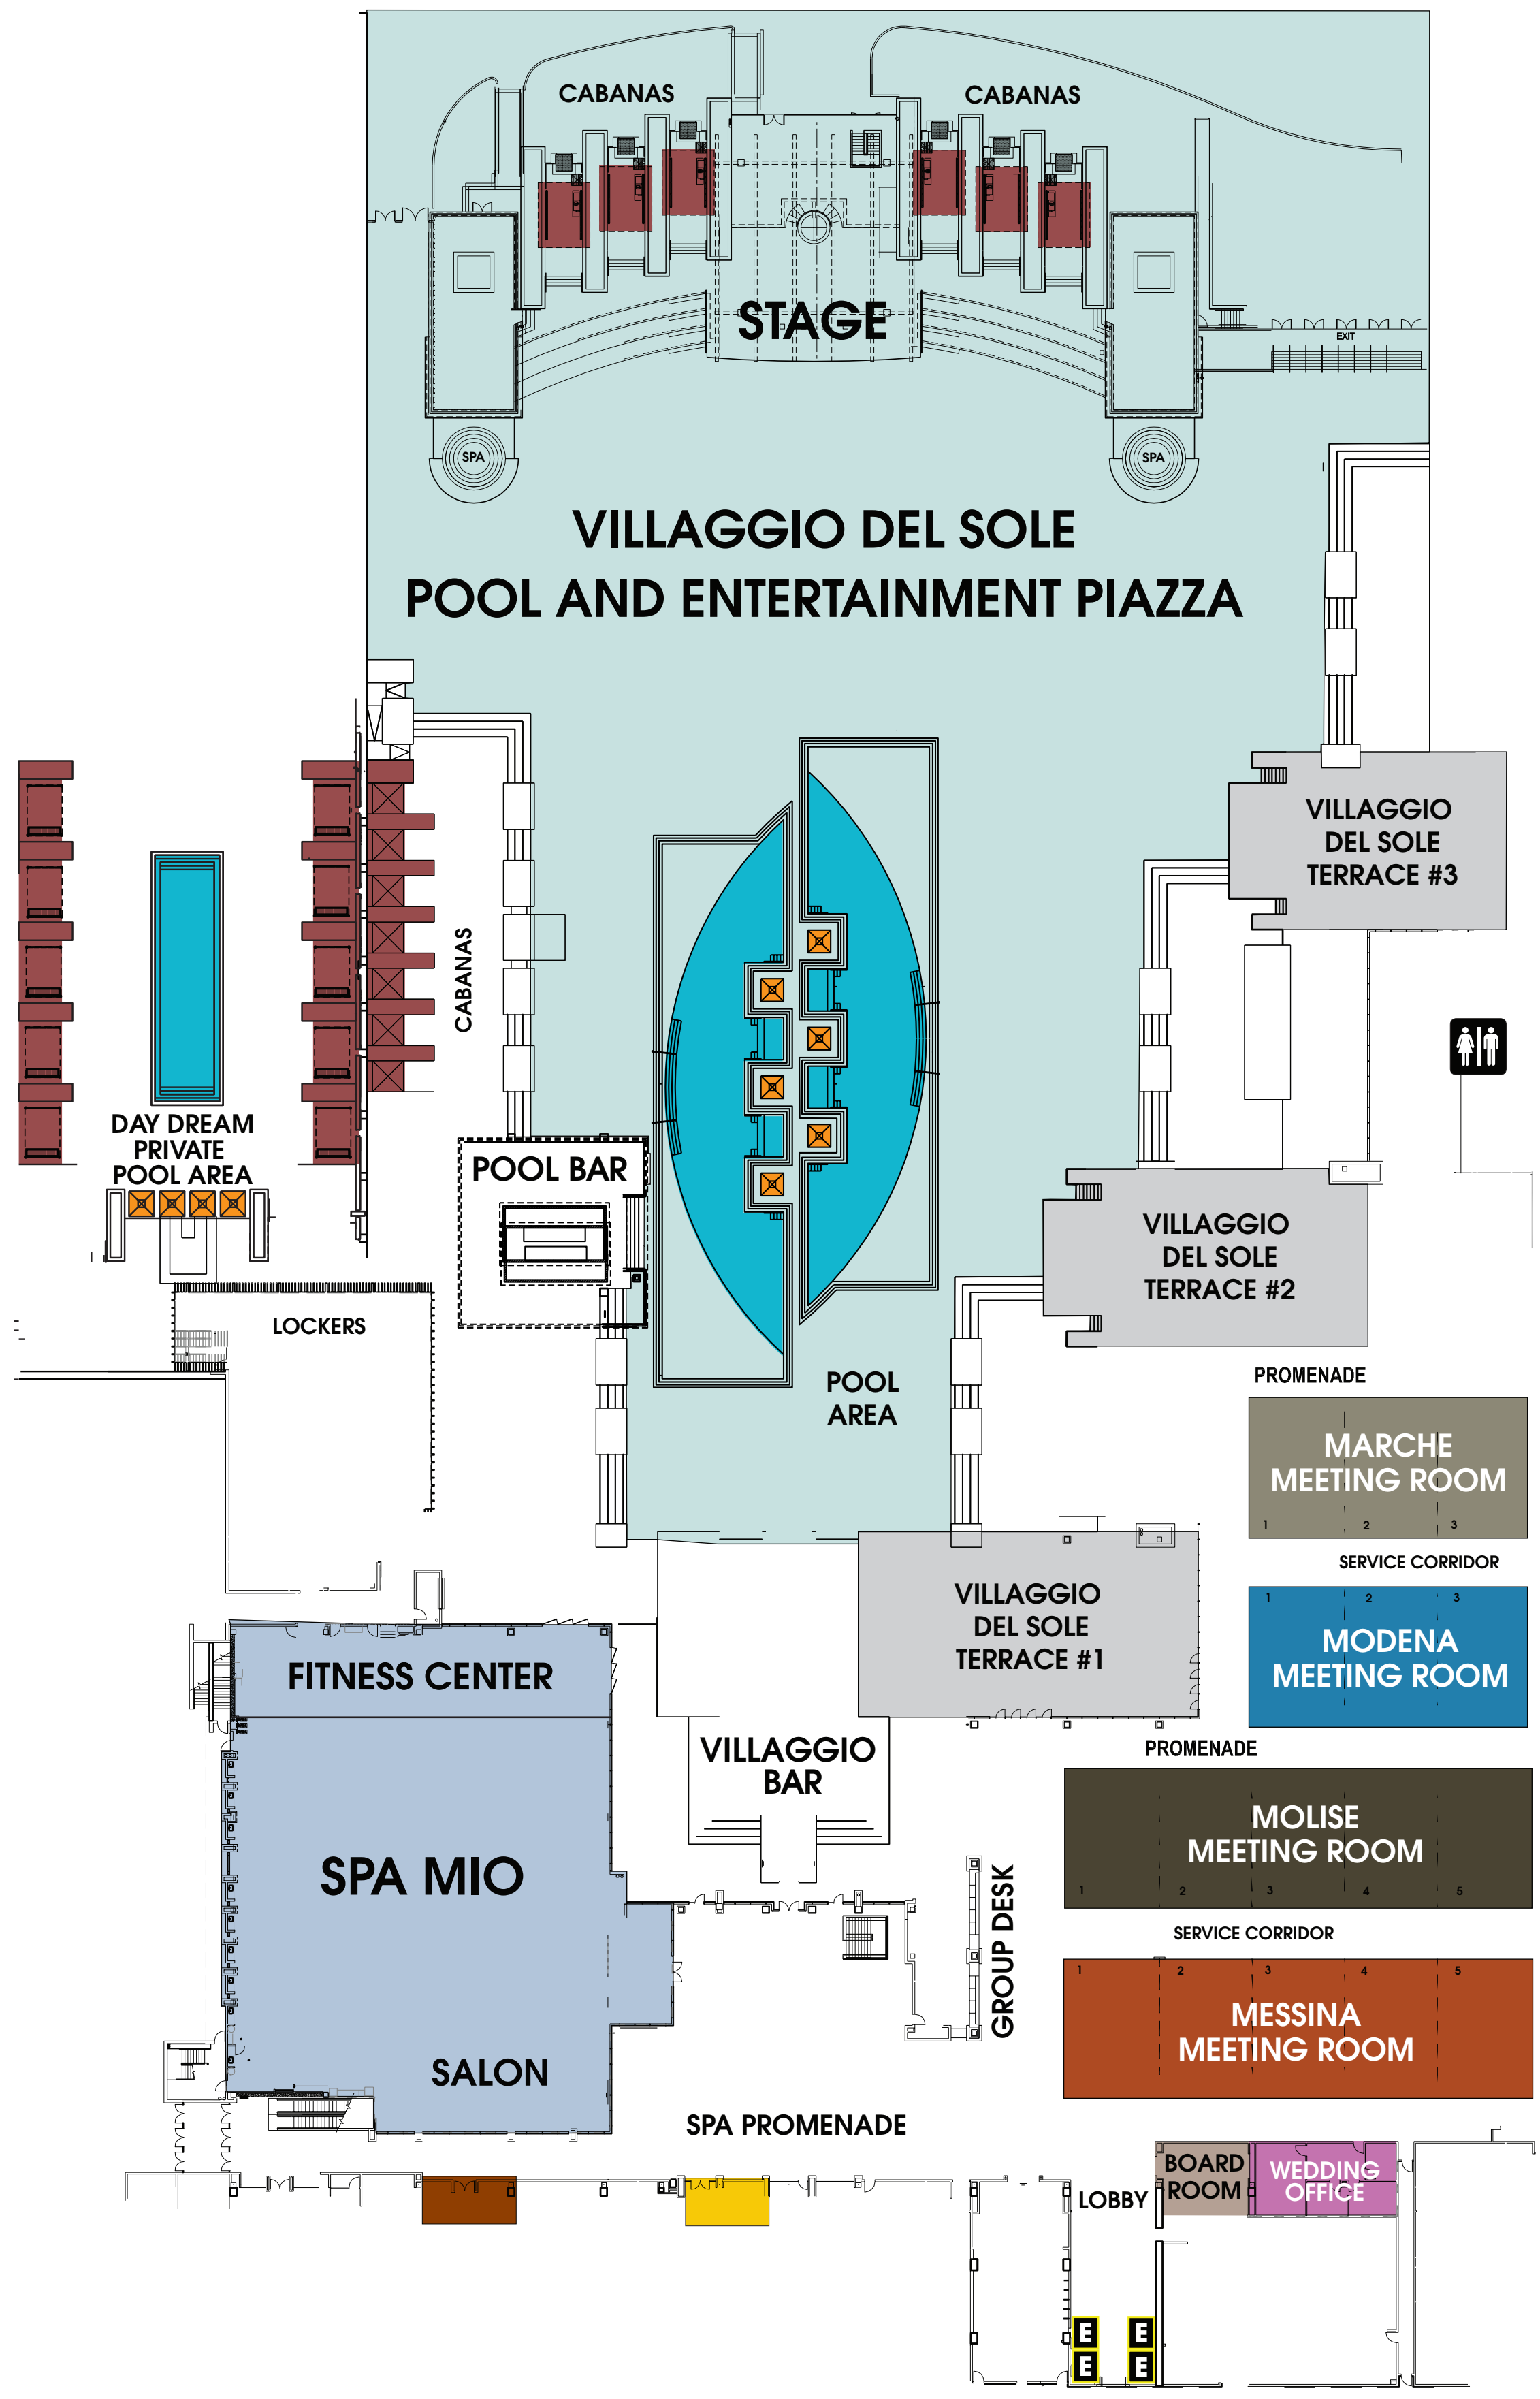 CABANAS
CABANAS
STAGE
EXIT
SPA
SPA
VILLAGGIO DEL SOLE
POOL AND ENTERTAINMENT PIAZZA
VILLAGGIO
DEL SOLE
TERRACE #3
CABANAS
DAY DREAM
PRIVATE
POOL AREA
POOL BAR
VILLAGGIO
DEL SOLE
TERRACE #2
LOCKERS
POOL
AREA
PROMENADE
MARCHE
MEETING ROOM
1 2 3
SERVICE CORRIDOR
1 2 3
MODENA
MEETING ROOM
VILLAGGIO
DEL SOLE
TERRACE #1
FITNESS CENTER
VILLAGGIO
BAR
PROMENADE
MOLISE
MEETING ROOM
1 2 3 4 5
SPA MIO
GROUP DESK
SERVICE CORRIDOR
1 2 3 4 5
MESSINA
MEETING ROOM
SALON
SPA PROMENADE
BOARD
ROOM
WEDDING
OFFICE
LOBBY
E E
E E